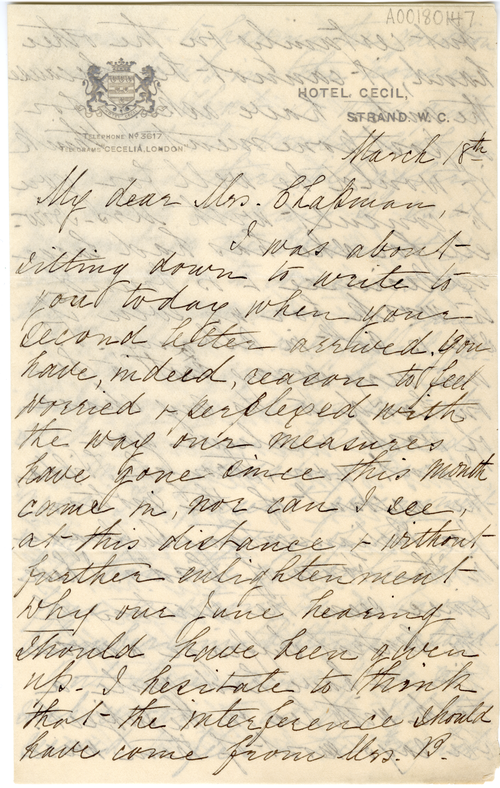 A00180147
HOTEL CECIL,
STRAND. W. C.
TELEPHONE No 3617
TELEGRAMS "CECELIA, LONDON"
March 18th
My dear Mrs. Chapman,
I was about
sitting down to write to
you today when your
second letter arrived. You
have, indeed, reason to feel
worried & perplexed with
the way our measures
have gone since this month
came in, nor can I see,
at this distance & without
further enlightenment
why our June hearing
should have been given
up. I hesitate to think
that the interference should
have come from Mrs. B.